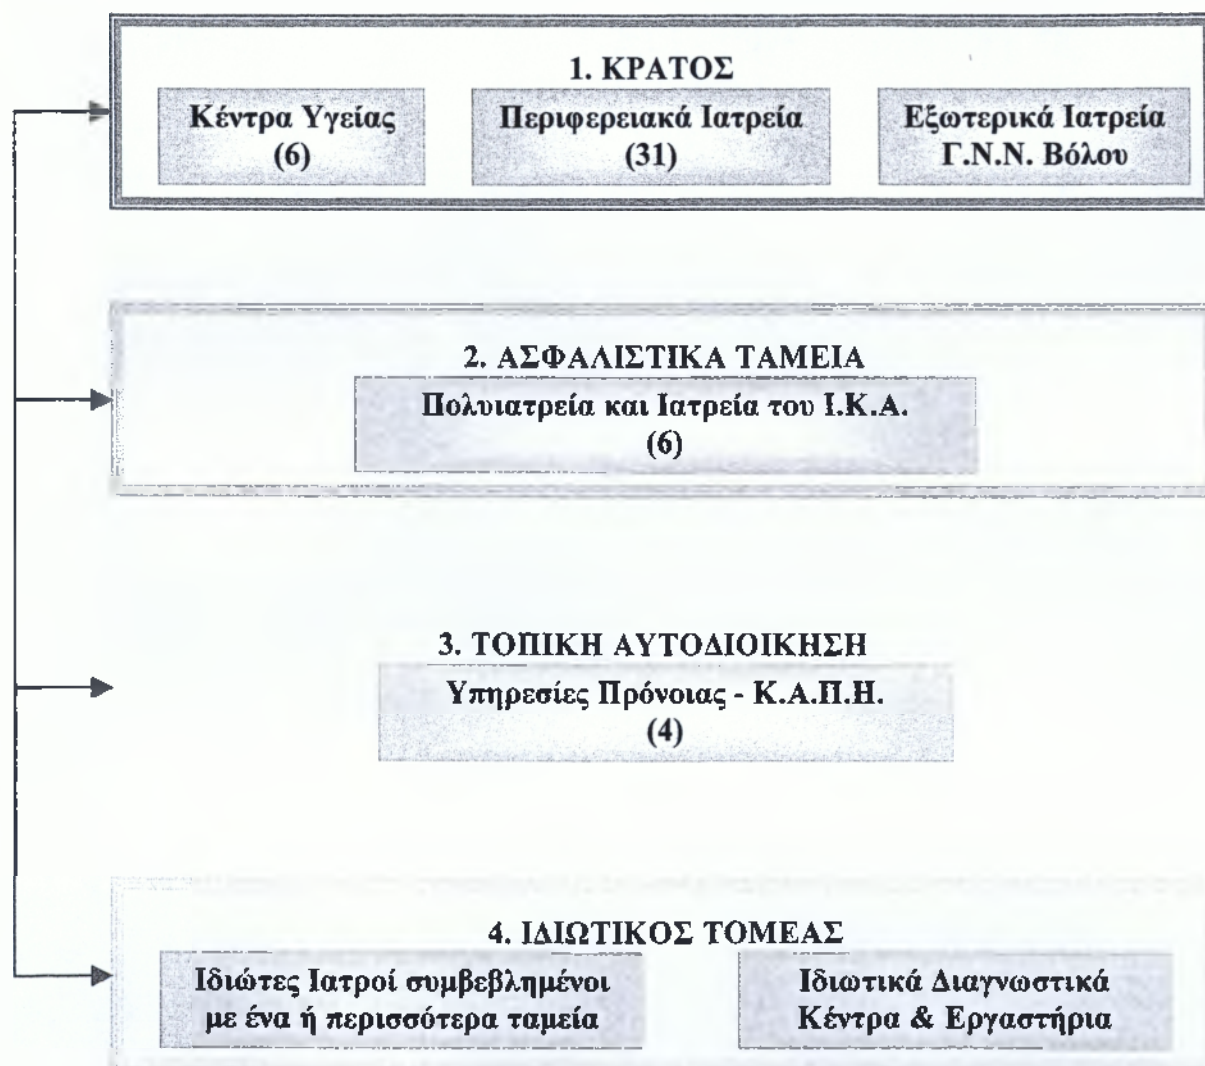 1. ΚΡΑΤΟΣ
Κέντρα Υγείας
(6)
Περιφερειακά Ιατρεία
(31)
Εξωτερικά Ιατρεία
Γ.Ν.Ν. Βόλου
2. ΑΣΦΑΛΙΣΤΙΚΑ ΤΑΜΕΙΑ
Πολυιατρεία και Ιατρεία του Ι.Κ.Α.
(6)
3. ΤΟΠΙΚΗ ΑΥΤΟΔΙΟΙΚΗΣΗ
Υπηρεσίες Πρόνοιας - Κ.Α.Π.Η.
(4)
4. ΙΔΙΩΤΙΚΟΣ ΤΟΜΕΑΣ
Ιδιώτες Ιατροί συμβεβλημένοι
με ένα ή περισσότερα ταμεία
Ιδιωτικά Διαγνωστικά
Κέντρα & Εργαστήρια